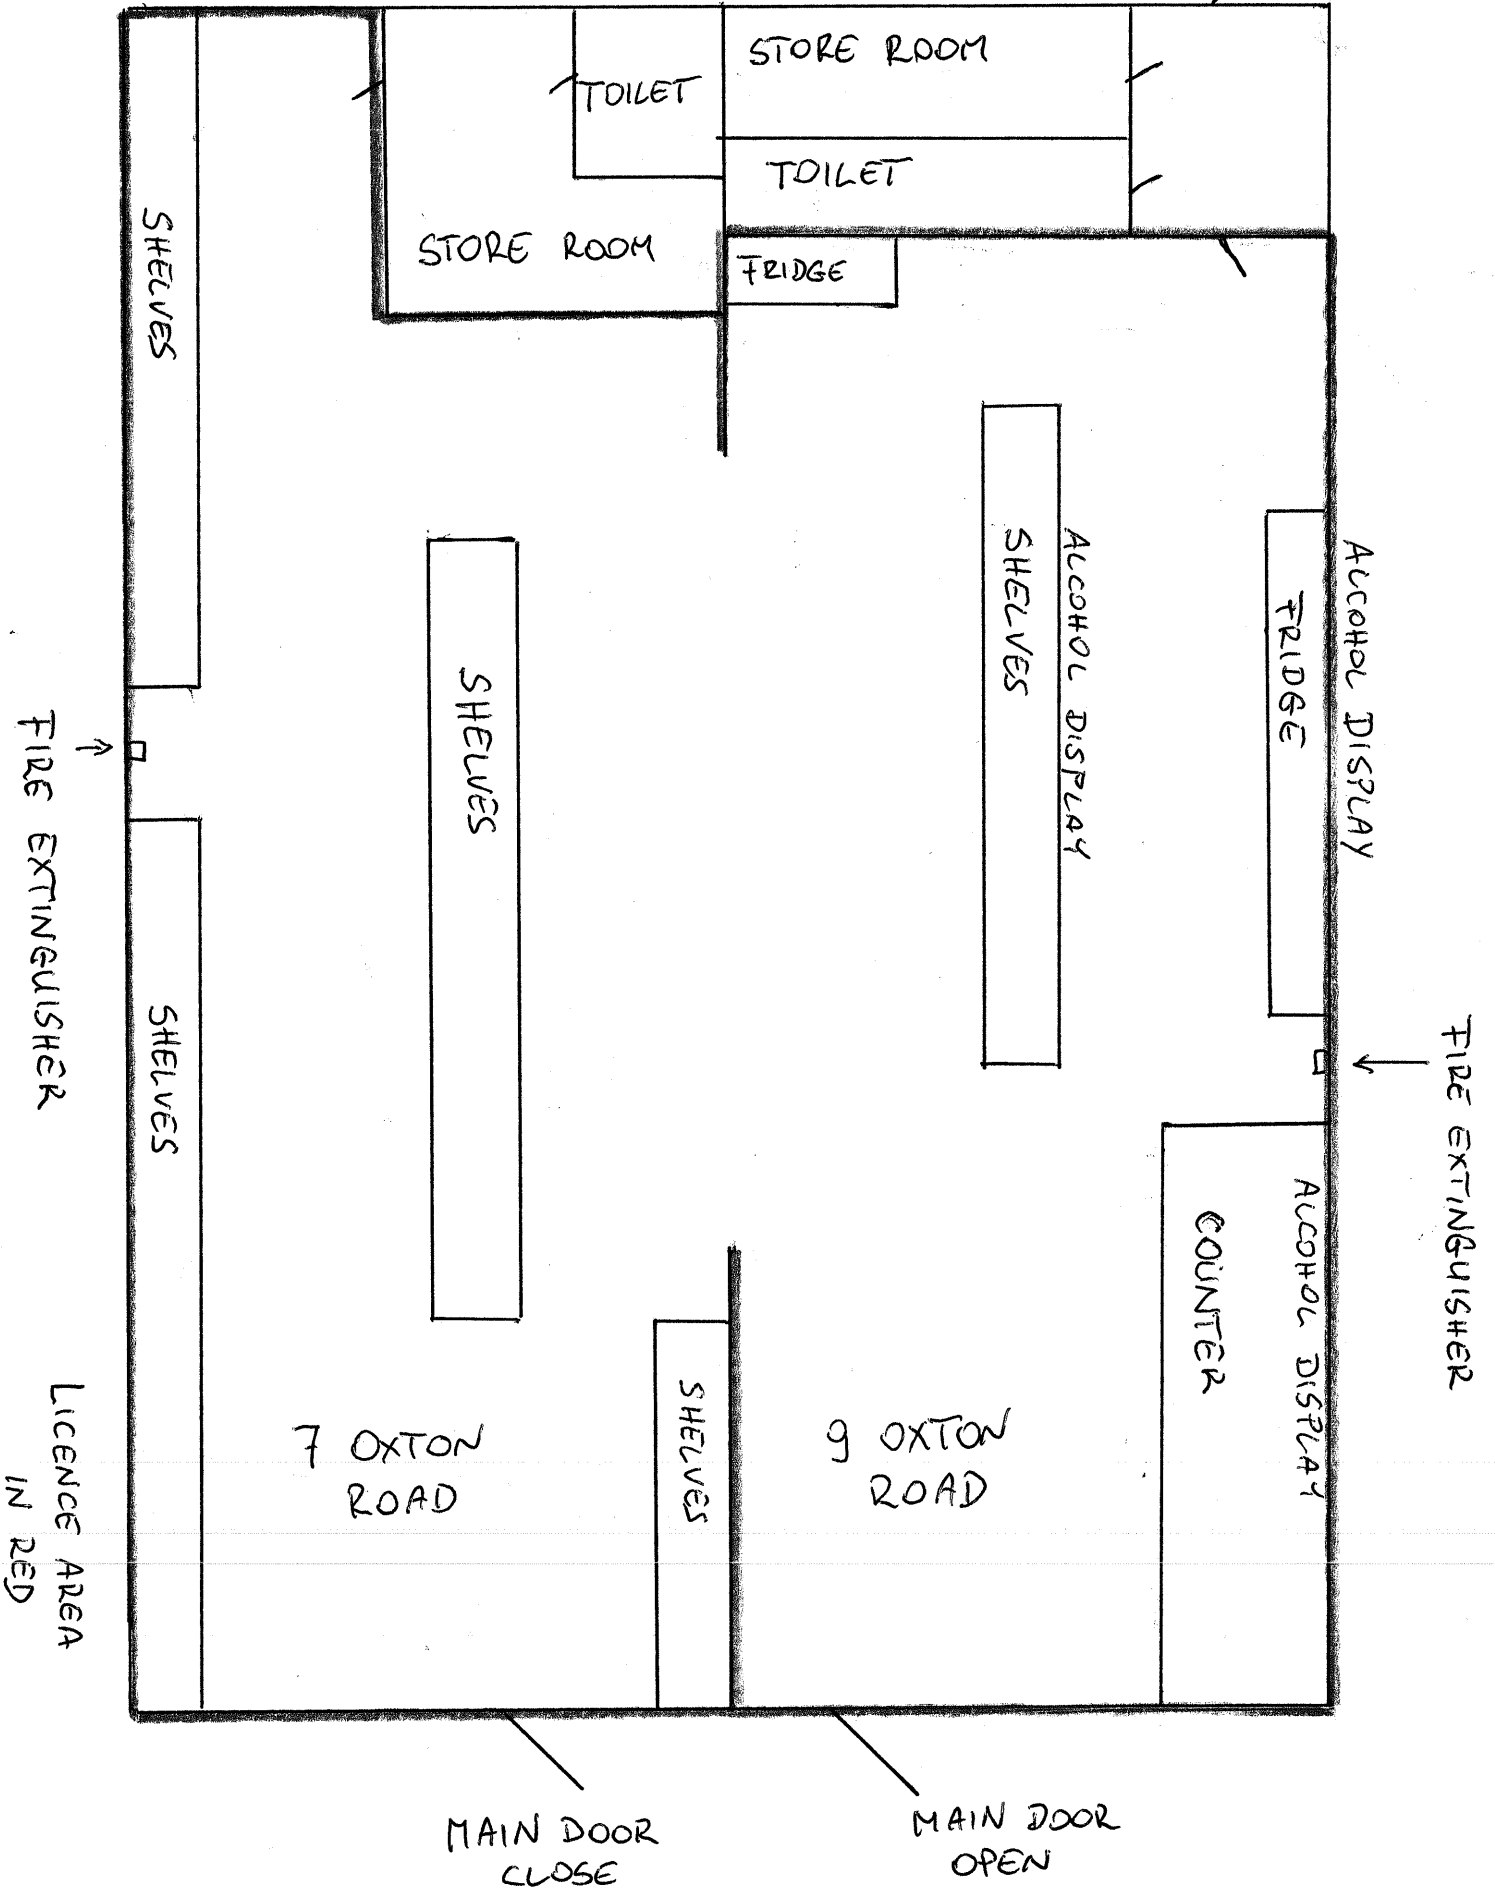 STORE ROOM
TOILET
TOILET
STORE ROOM
FRIDGE
SHELVES
SHELVES
ALCOHOL DISPLAY
FRIDGE
ALCOHOL DISPLAY
SHELVES
FIRE EXTINGUISHER
SHELVES
FIRE EXTINGUISHER
COUNTER
ALCOHOL DISPLAY
SHELVES
7 OXTON
ROAD
9 OXTON
ROAD
LICENCE AREA
IN RED
MAIN DOOR
CLOSE
MAIN DOOR
OPEN